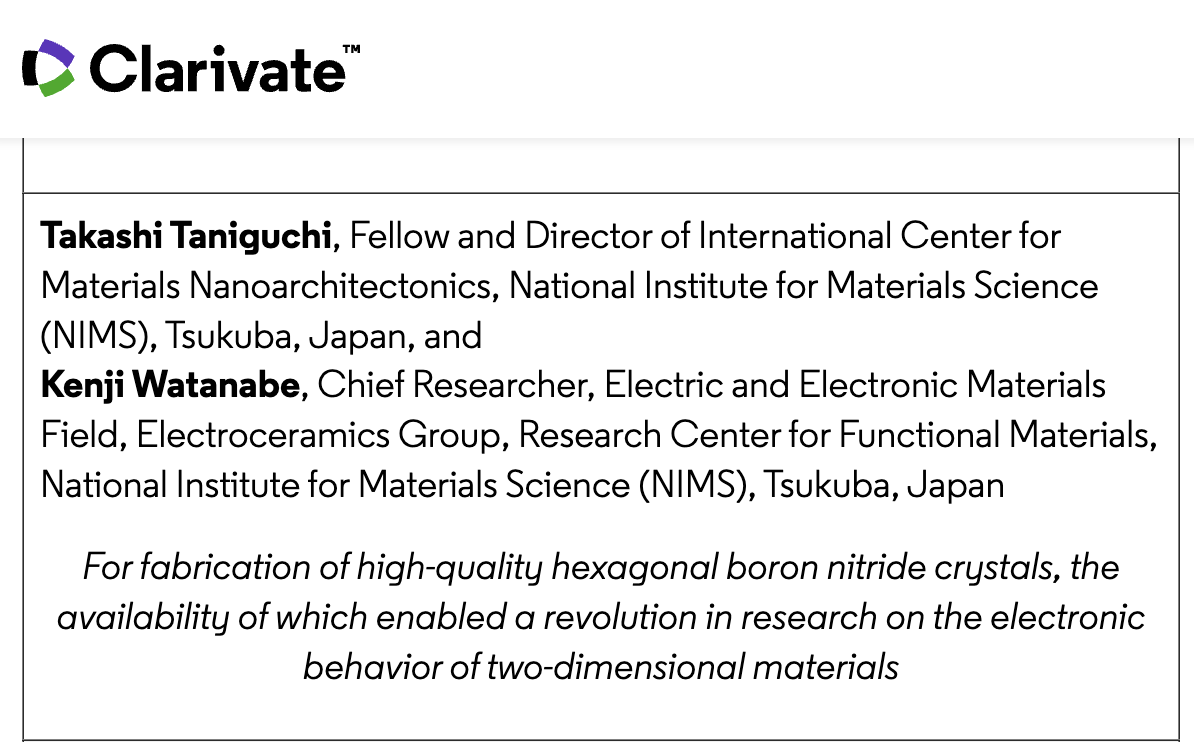 Clarivate™
Takashi Taniguchi, Fellow and Director of International Center for
Materials Nanoarchitectonics, National Institute for Materials Science
(NIMS), Tsukuba, Japan, and
Kenji Watanabe, Chief Researcher, Electric and Electronic Materials
Field, Electroceramics Group, Research Center for Functional Materials,
National Institute for Materials Science (NIMS), Tsukuba, Japan
For fabrication of high-quality hexagonal boron nitride crystals, the
availability of which enabled a revolution in research on the electronic
behavior of two-dimensional materials